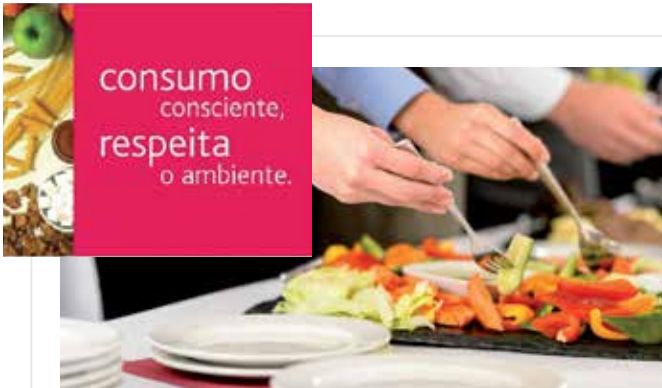 consumo
consciente,
respeita
o ambiente.